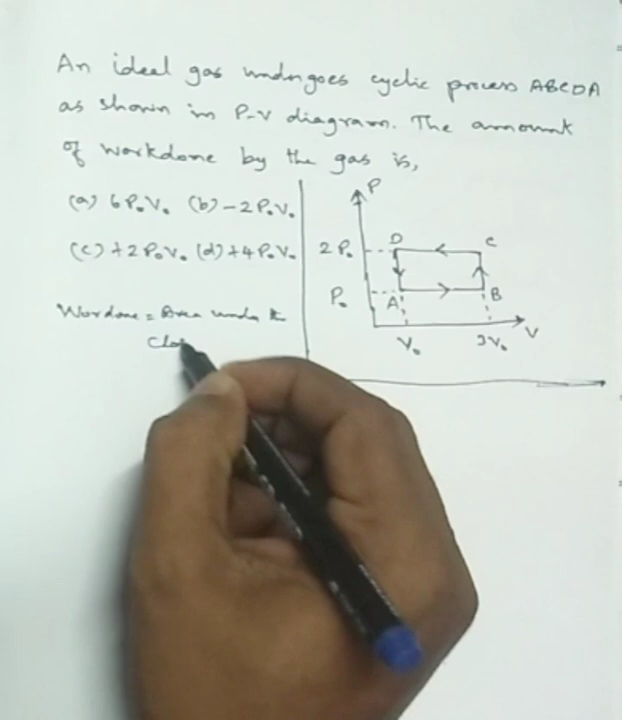 An ideal gas undergoes cyclic process ABCDA
as shown in P-V diagram. The amount
of workdone by the gas is,
(a) 6P₀V₀ (b) -2P₀V₀
(c) +2P₀V₀ (d) +4P₀V₀
Wordone = Area under the
Clo
P
2P₀ D C
P₀ A B
V₀ 3V₀ V